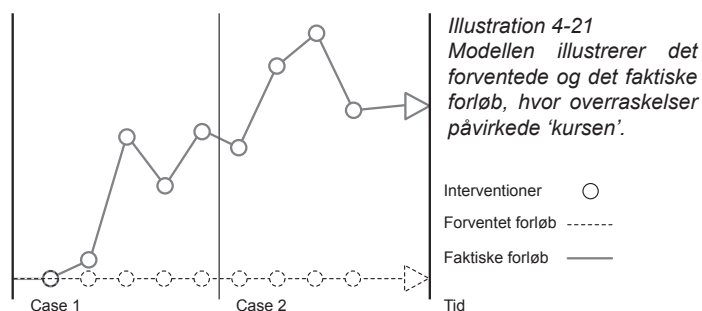 Illustration 4-21
Modellen illustrerer det
forventede og det faktiske
forløb, hvor overraskelser
påvirkede ‘kursen’.
Interventioner
Forventet forløb
Faktiske forløb
Case 1
Case 2
Tid